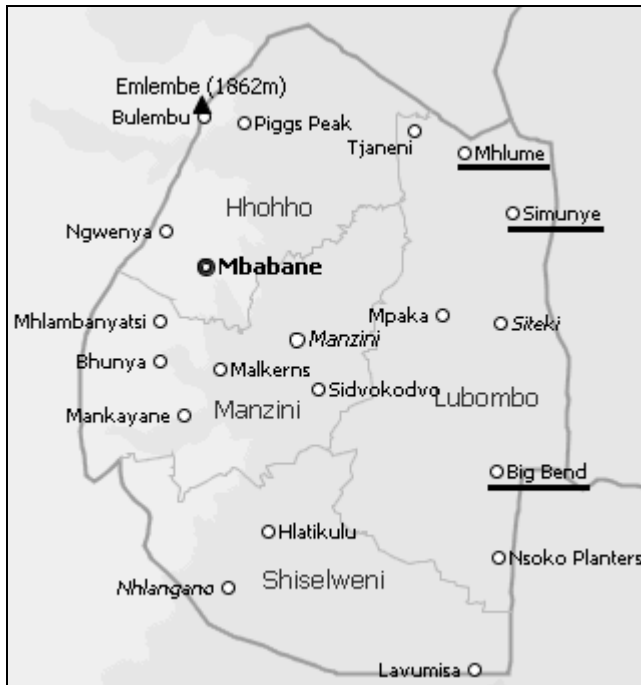 Emlembe (1862m)
Bulembu
Piggs Peak
Tjaneni
Mhlume
Hhohho
Simunye
Ngwenya
Mbabane
Mhlambanyatsi
Mpaka
Siteki
Manzini
Bhunya
Malkerns
Sidvokodvo
Lubombo
Mankayane
Manzini
Big Bend
Hlatikulu
Nsoko Planters
Nhlangano
Shiselweni
Lavumisa